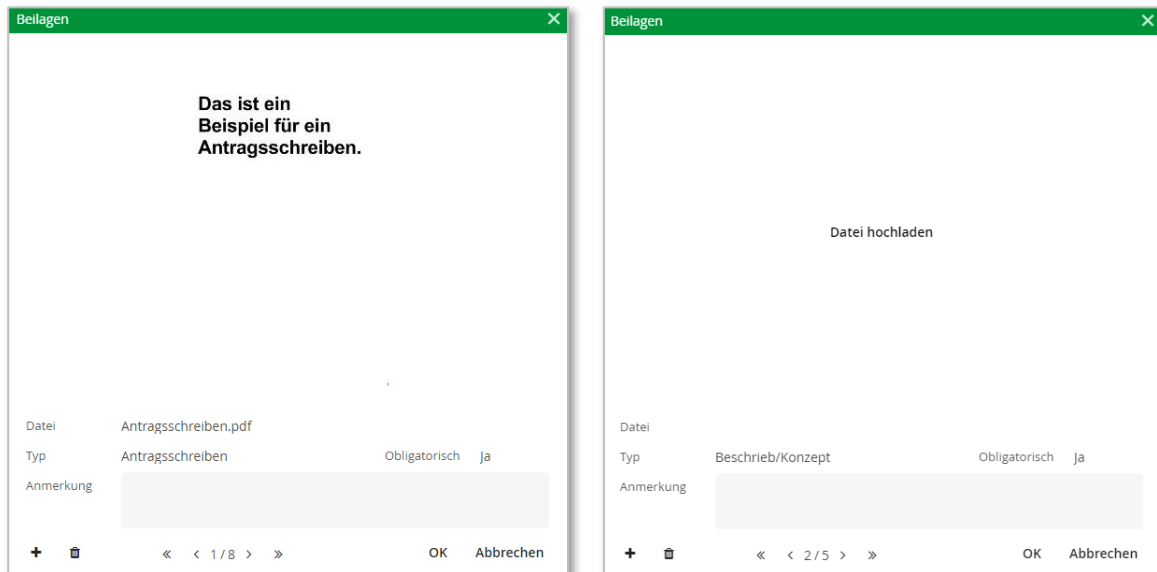 Beilagen
Das ist ein
Beispiel für ein
Antragsschreiben.
Datei Antragsschreiben.pdf
Typ Antragsschreiben Obligatorisch Ja
Anmerkung
« < 1/8 > » OK Abbrechen
Beilagen
Datei hochladen
Datei
Typ Beschrieb/Konzept Obligatorisch Ja
Anmerkung
« < 2/5 > » OK Abbrechen